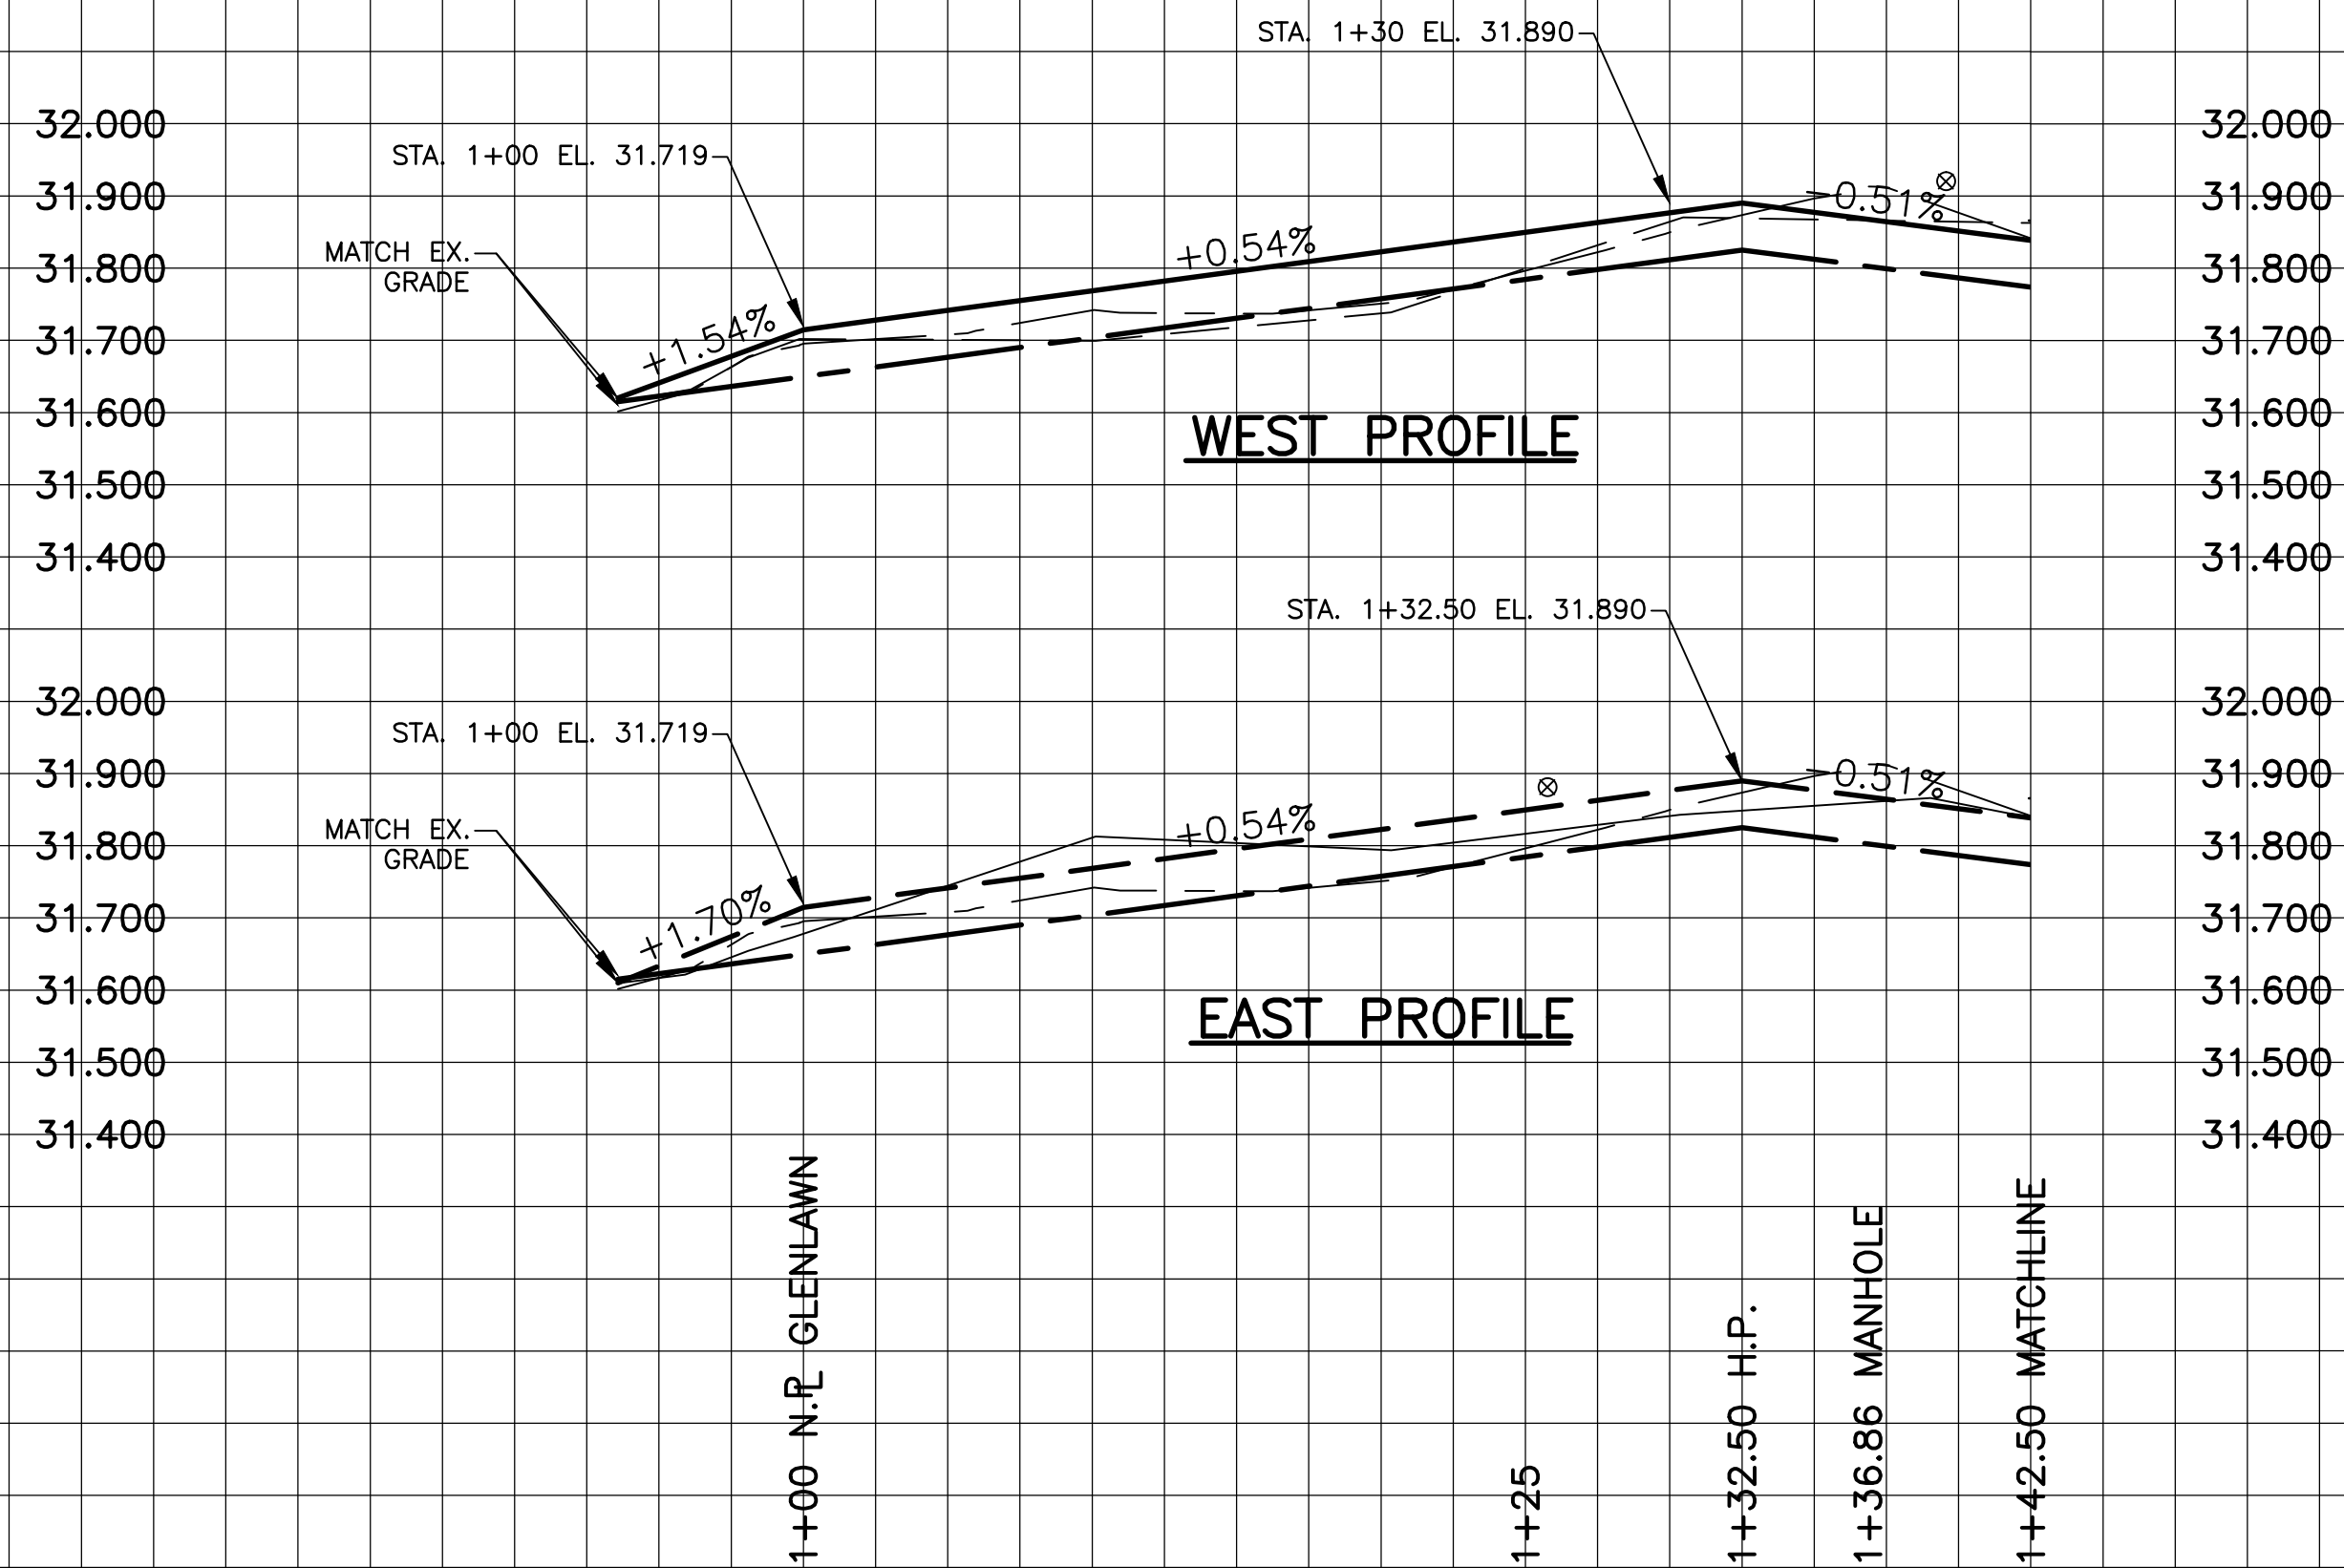 STA. 1+30 EL. 31.890
32.000 32.000
STA. 1+00 EL. 31.719
31.900 -0.51% 31.900
MATCH EX.
GRADE
31.800 +0.54% 31.800
31.700 +1.54% 31.700
31.600 31.600
WEST PROFILE
31.500 31.500
31.400 31.400
STA. 1+32.50 EL. 31.890
32.000 32.000
STA. 1+00 EL. 31.719
31.900 -0.51% 31.900
MATCH EX.
GRADE
31.800 +0.54% 31.800
31.700 +1.70% 31.700
31.600 31.600
EAST PROFILE
31.500 31.500
31.400 31.400
1+00 N.PL GLENLAWN
1+25
1+32.50 H.P.
1+36.86 MANHOLE
1+42.50 MATCHLINE